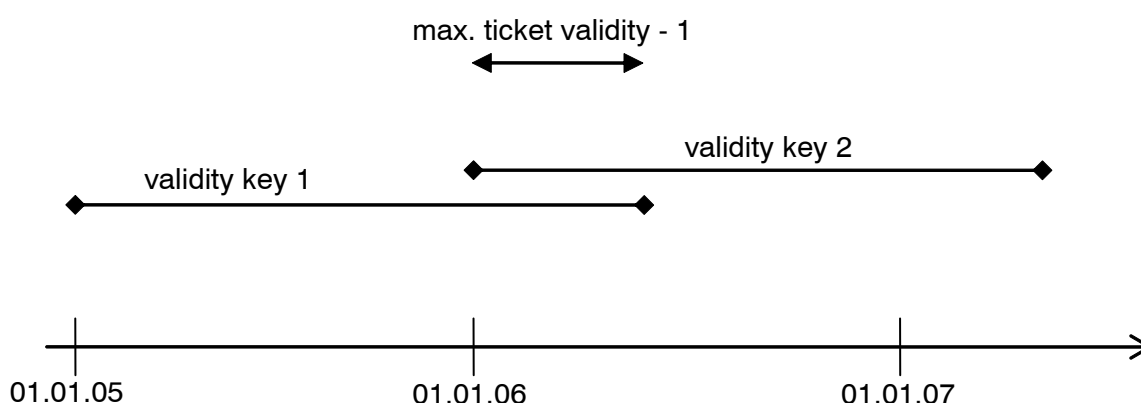 max. ticket validity - 1
validity key 2
validity key 1
01.01.05
01.01.06
01.01.07